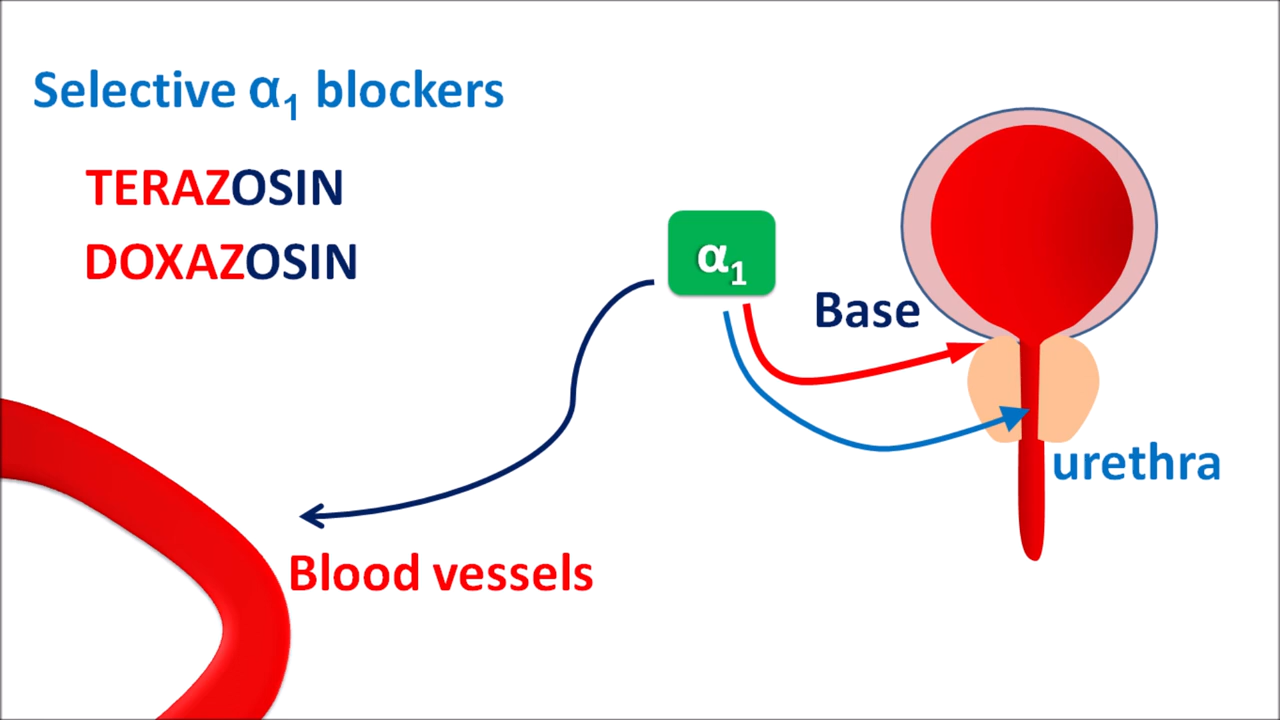 Selective α₁ blockers
TERAZOSIN
DOXAZOSIN
α₁
Base
urethra
Blood vessels